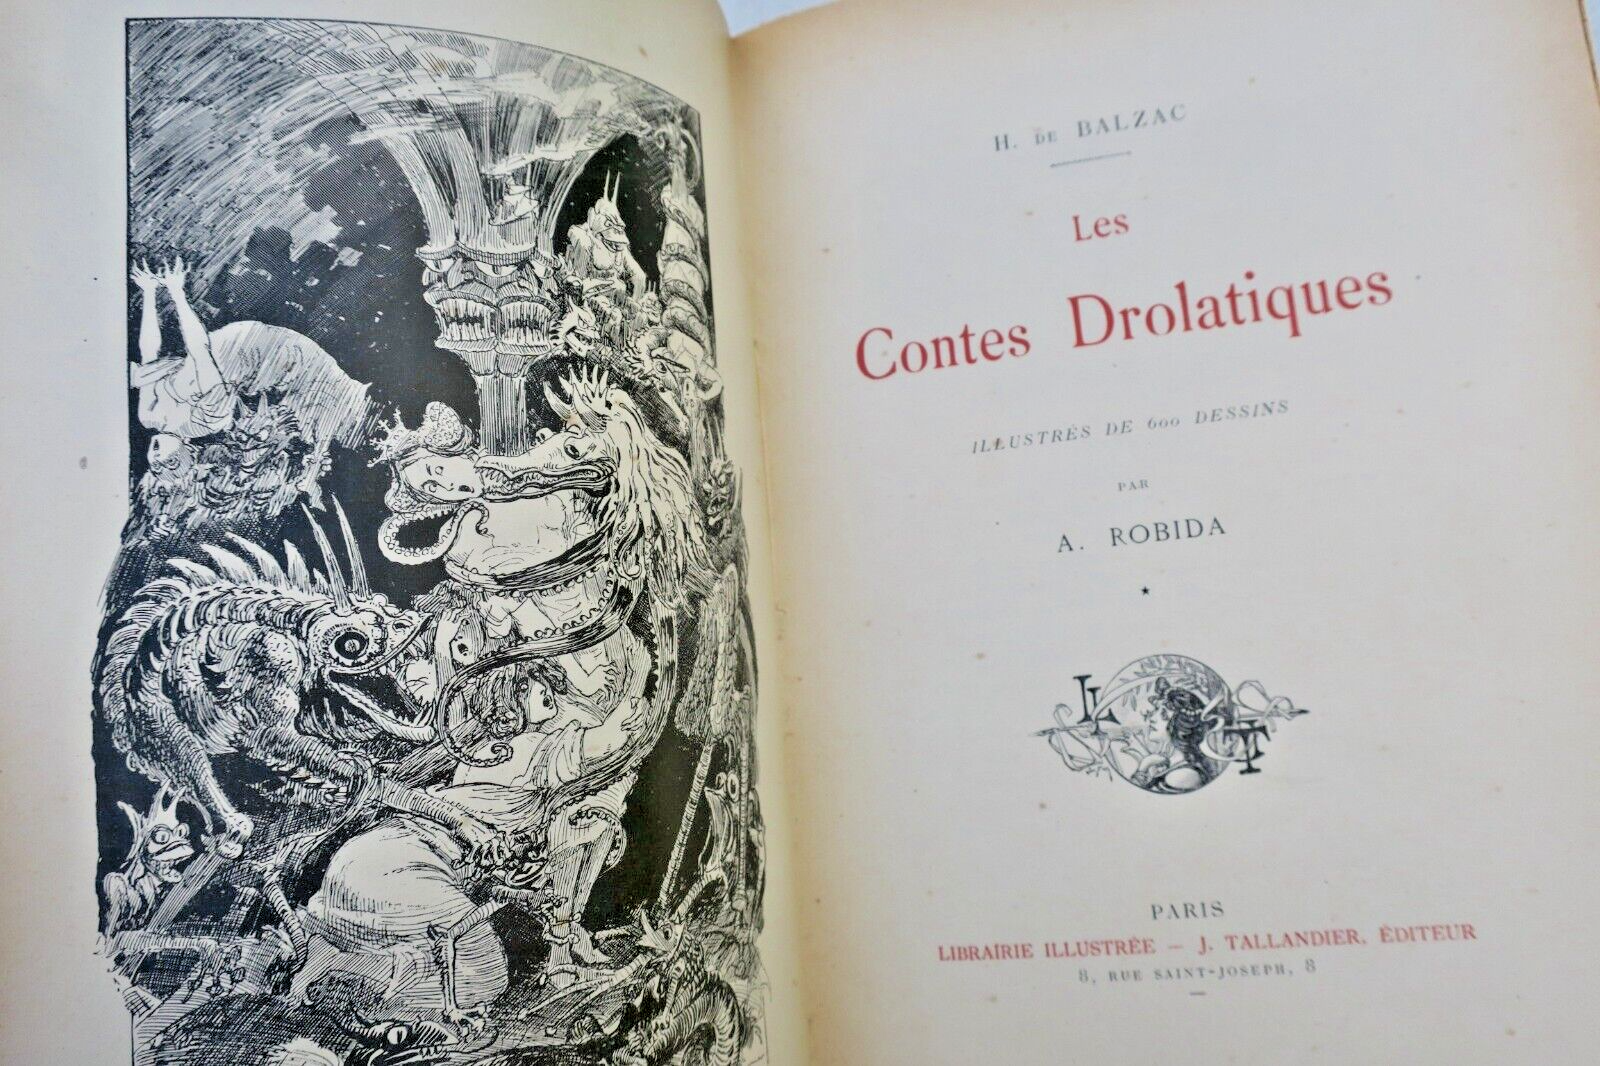 H. DE BALZAC
Les
Contes Drolatiques
ILLUSTRÉS DE 600 DESSINS
PAR
A. ROBIDA
L
T
PARIS
LIBRAIRIE ILLUSTRÉE — J. TALLANDIER, ÉDITEUR
8, RUE SAINT-JOSEPH, 8